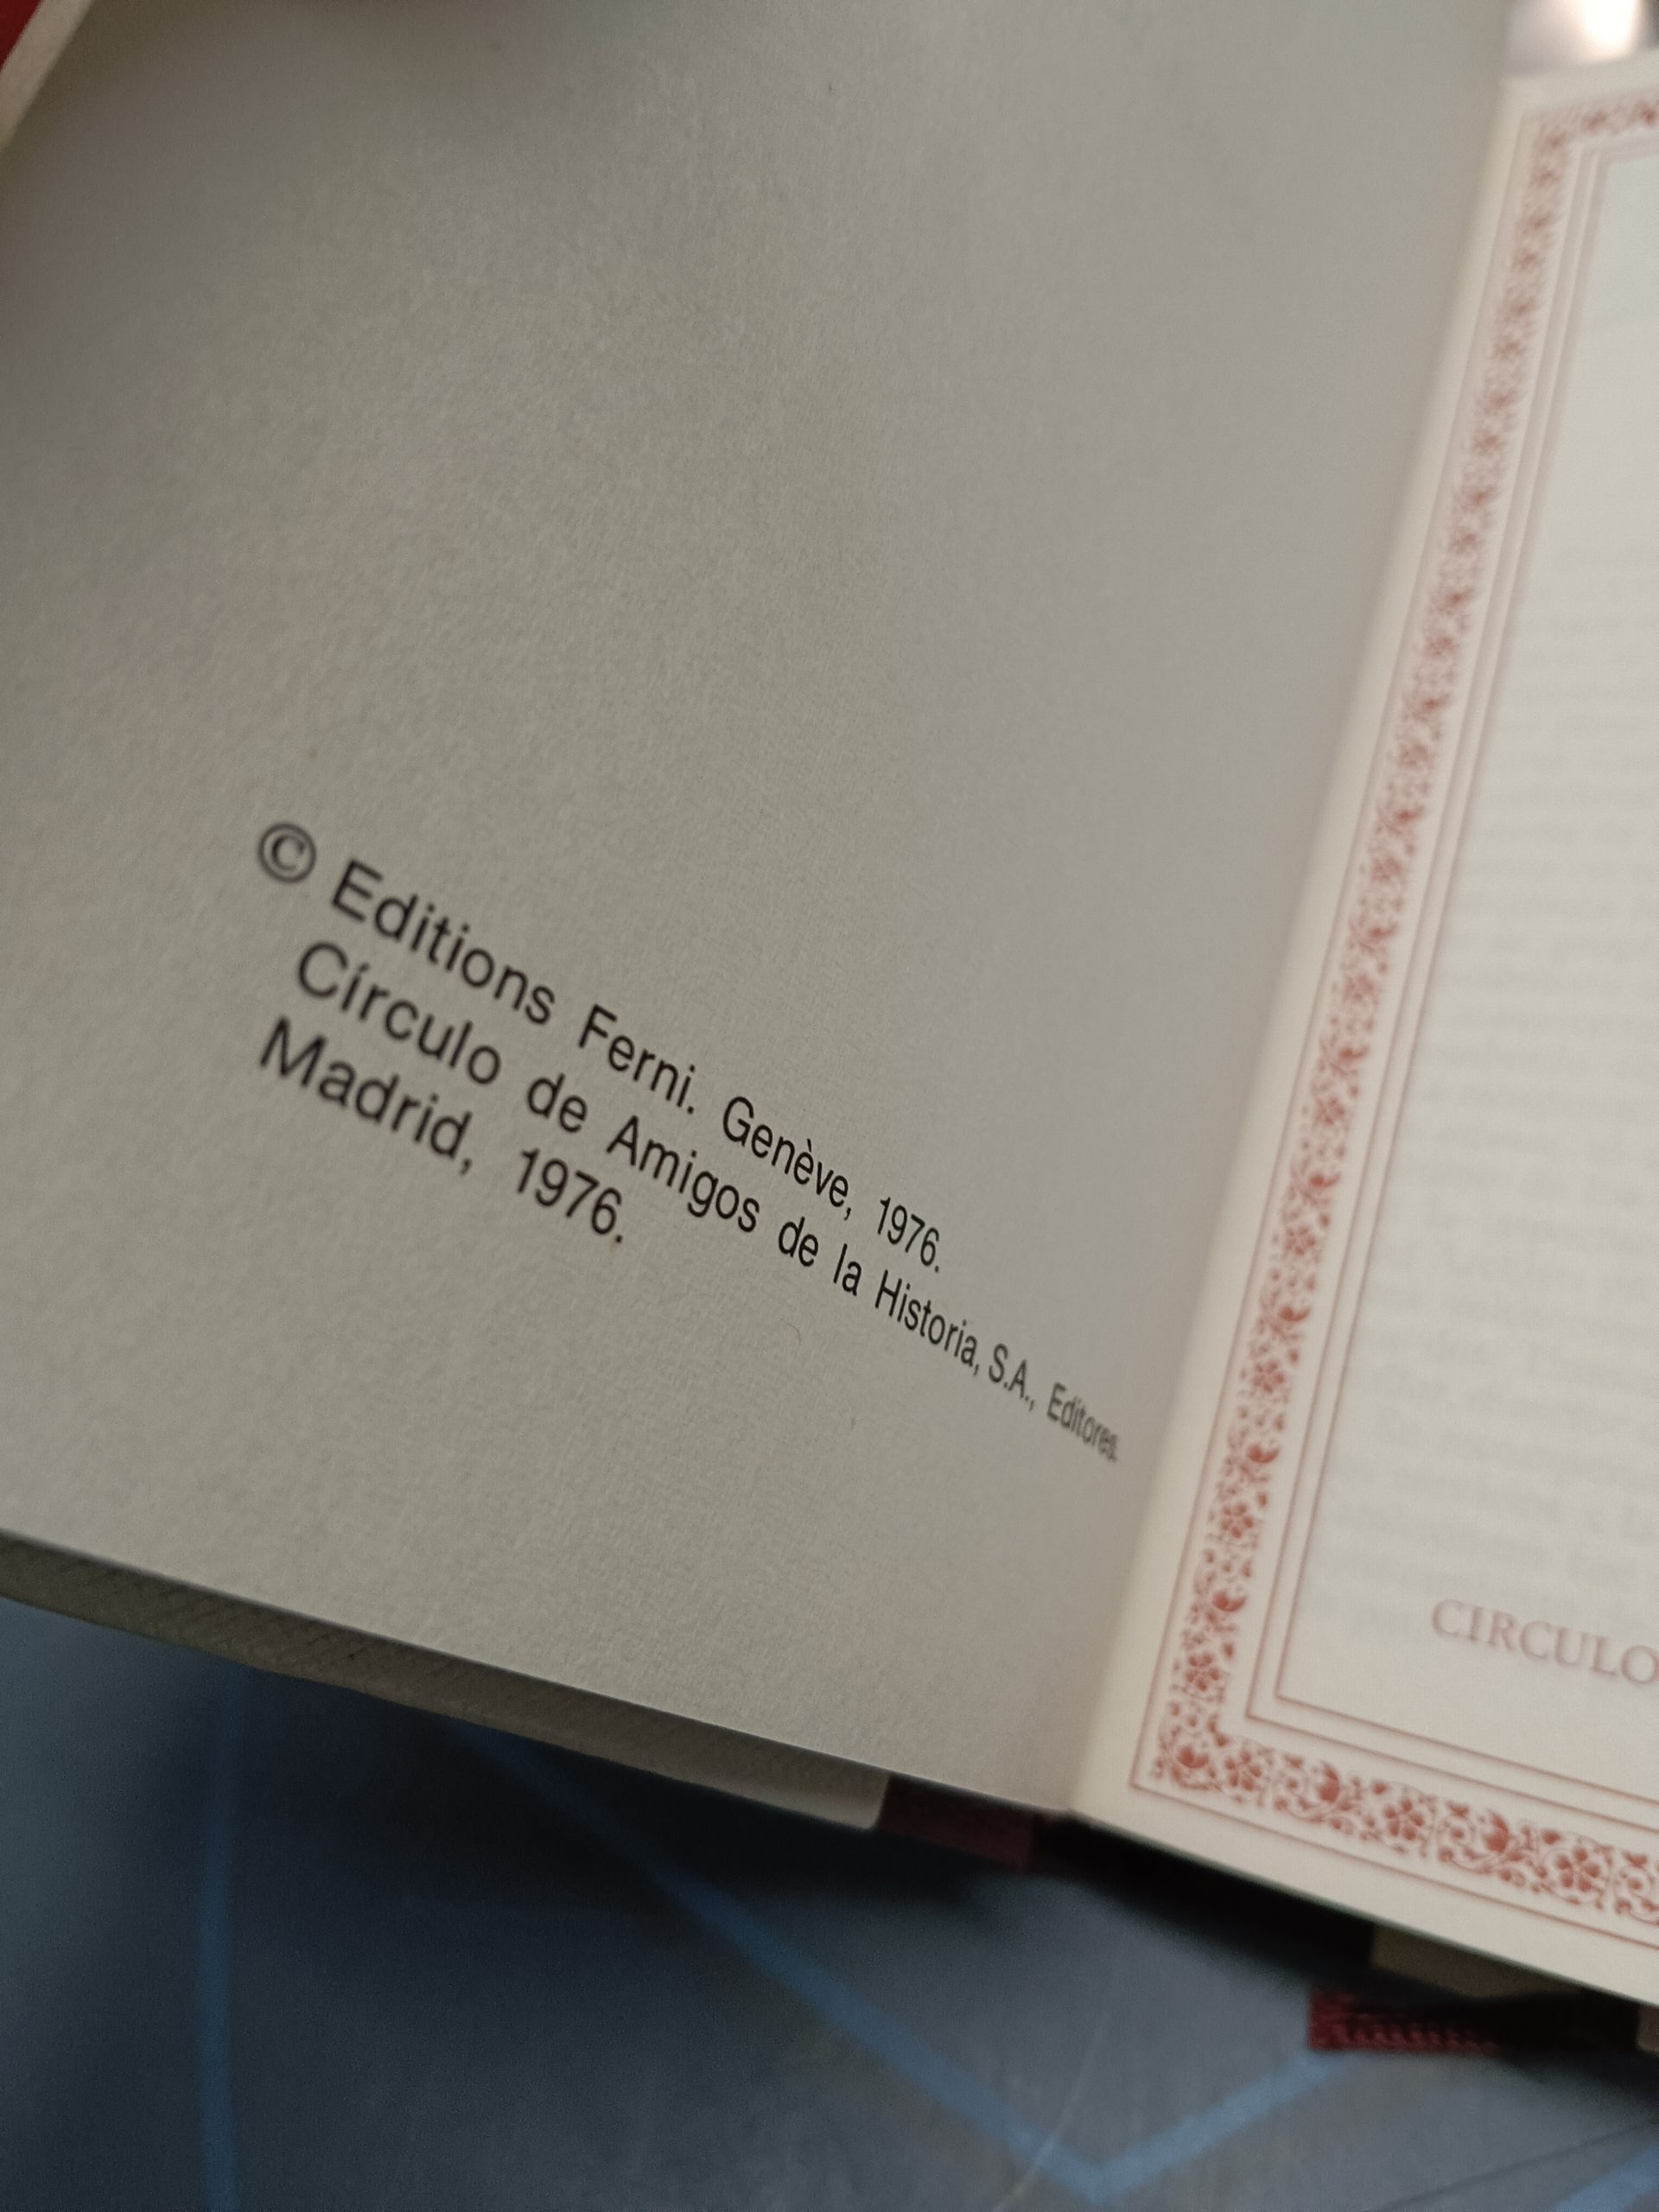 © Editions Ferni. Genève, 1976.
Círculo de Amigos de la Historia, S.A., Editores.
Madrid, 1976.
CIRCULO